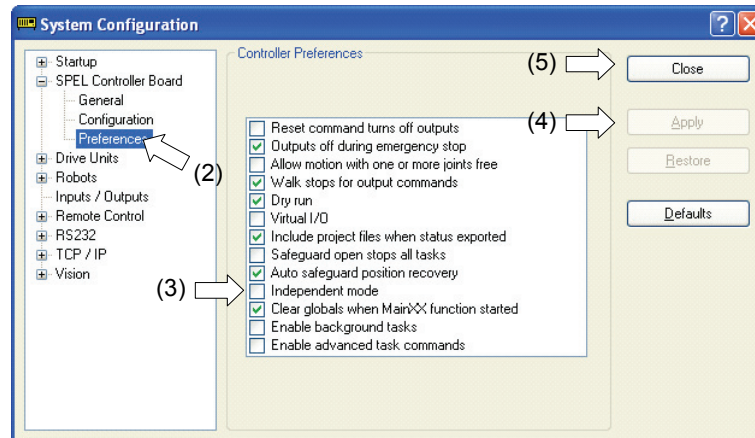 System Configuration
Startup
SPEL Controller Board
General
Configuration
Preferences
Drive Units
Robots
Inputs / Outputs
Remote Control
RS232
TCP / IP
Vision
(2)
Controller Preferences
Reset command turns off outputs
Outputs off during emergency stop
Allow motion with one or more joints free
Walk stops for output commands
Dry run
Virtual I/O
Include project files when status exported
Safeguard open stops all tasks
Auto safeguard position recovery
(3)
Independent mode
Clear globals when MainXX function started
Enable background tasks
Enable advanced task commands
(5)
Close
(4)
Apply
Restore
Defaults